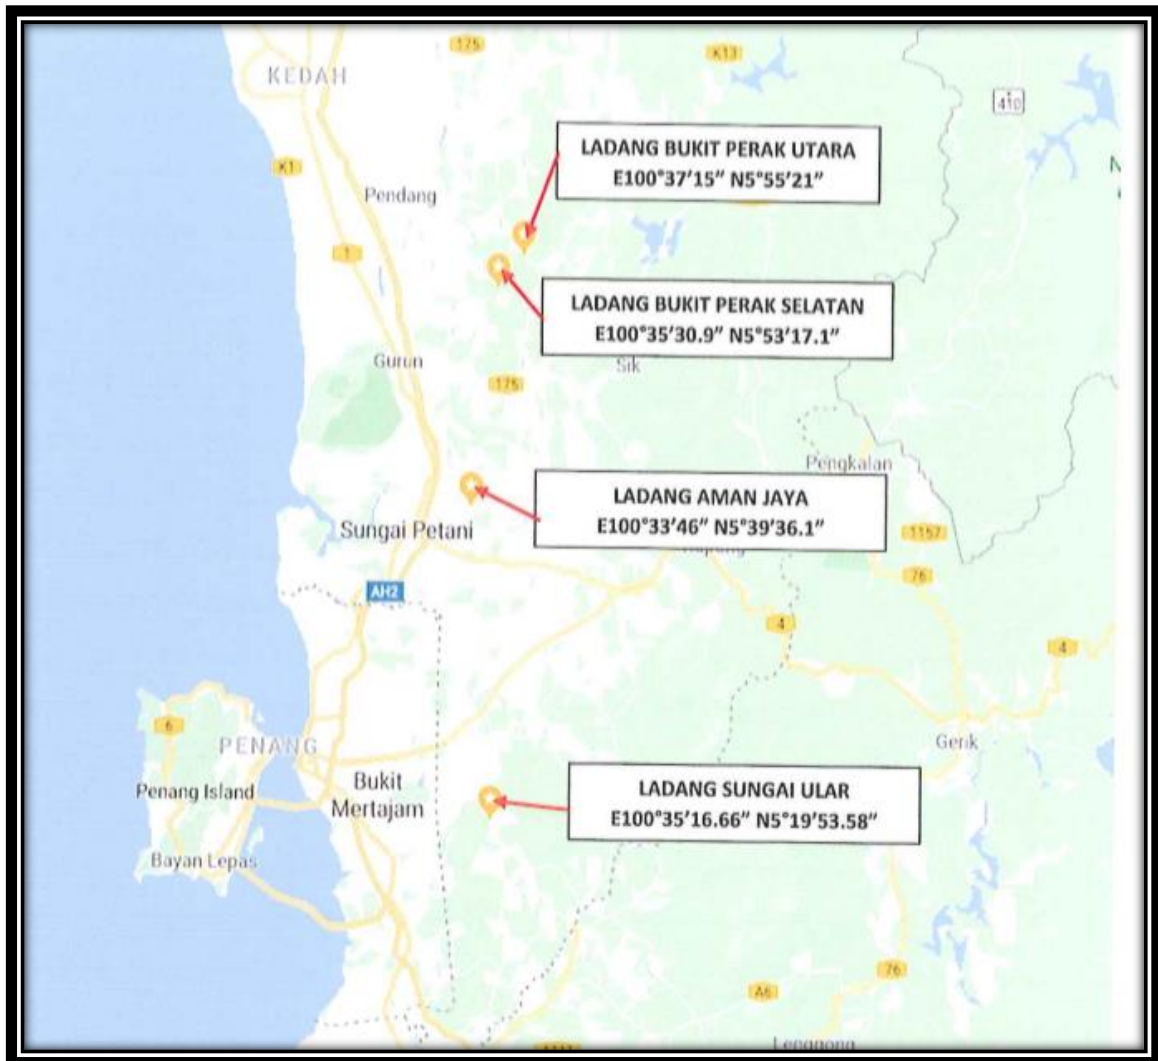 175
K13
KEDAH
410
LADANG BUKIT PERAK UTARA
E100°37'15” N5°55'21”
K1
Pendang
1
LADANG BUKIT PERAK SELATAN
E100°35'30.9” N5°53'17.1”
Gurun
Sik
175
Pengkalan
LADANG AMAN JAYA
E100°33'46” N5°39'36.1”
Sungai Petani
1157
76
AH2
4
4
6
PENANG
Gerik
Penang Island
Bukit
Mertajam
LADANG SUNGAI ULAR
E100°35'16.66” N5°19'53.58”
Bayan Lepas
76
A6
Lenggong